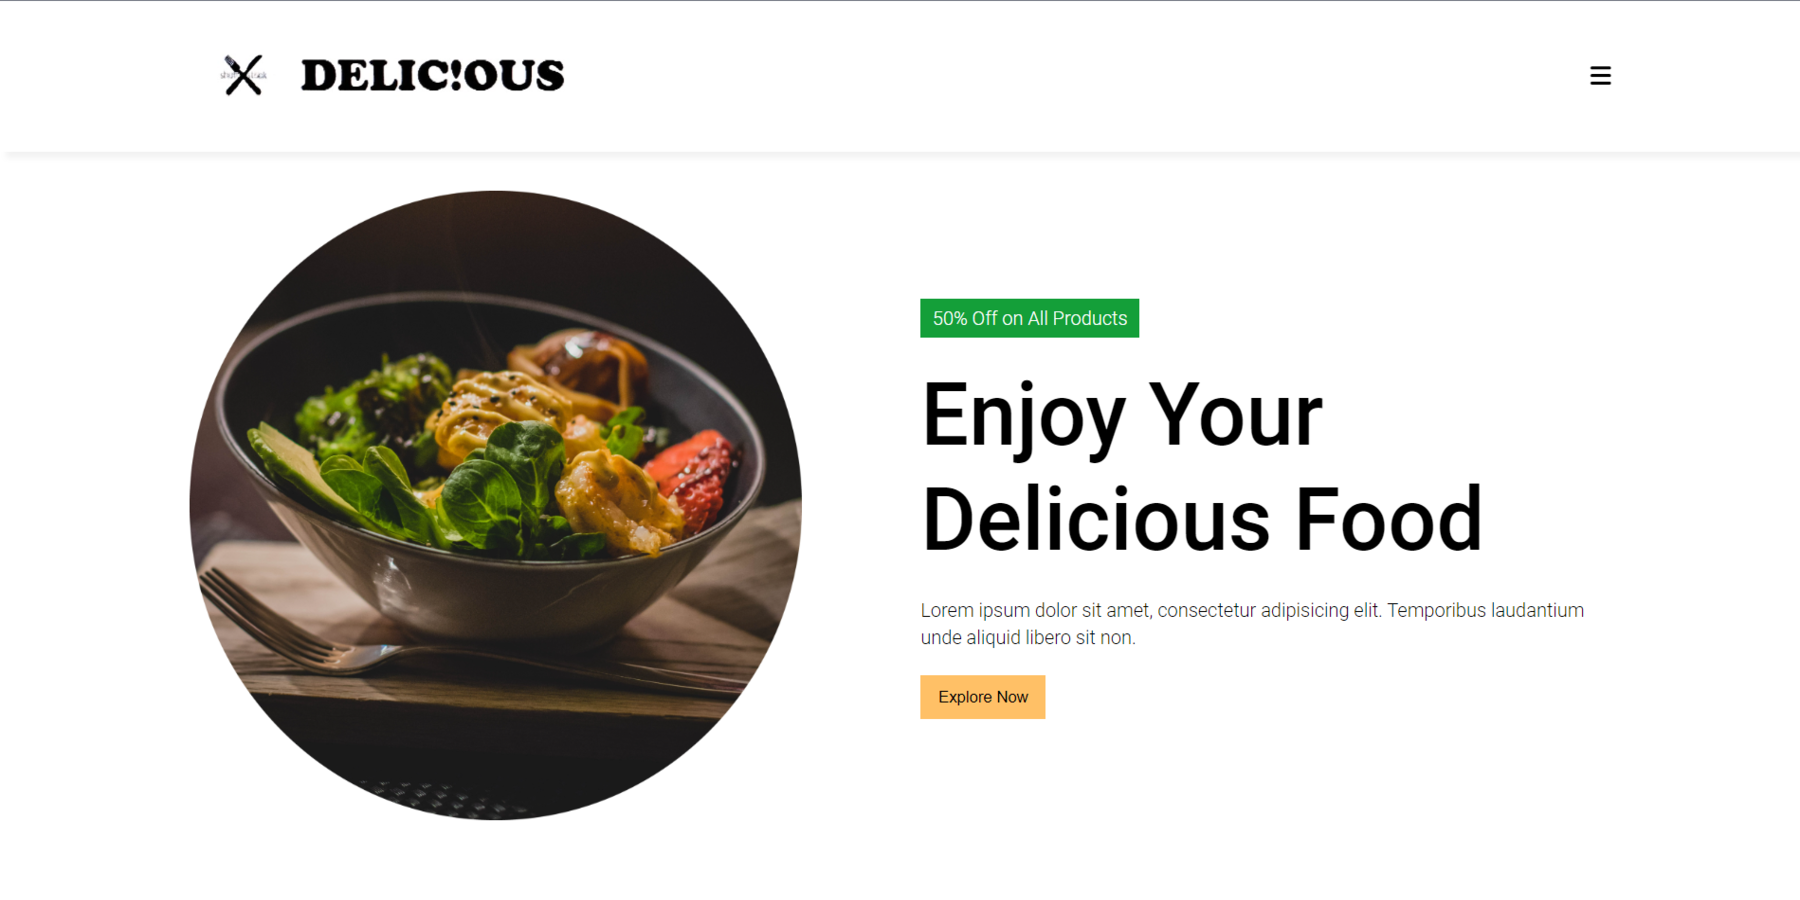 DELIC!OUS
50% Off on All Products
Enjoy Your
Delicious Food
Lorem ipsum dolor sit amet, consectetur adipisicing elit. Temporibus laudantium
unde aliquid libero sit non.
Explore Now